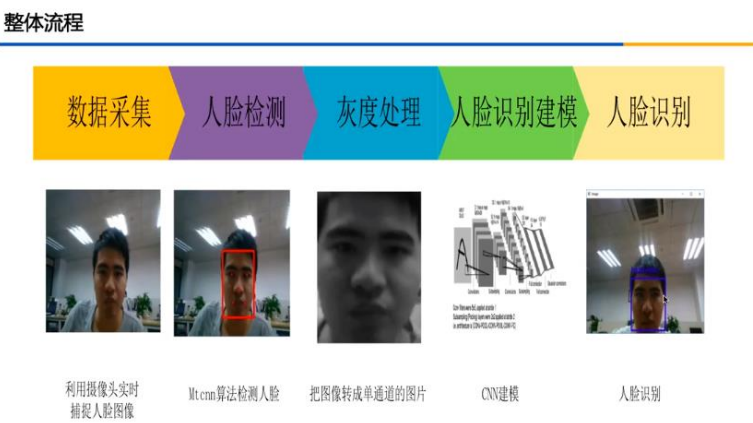 整体流程
数据采集
人脸检测
灰度处理
人脸识别建模
人脸识别
利用摄像头实时
捕捉人脸图像
Mtcnn算法检测人脸
把图像转成单通道的图片
CNN建模
人脸识别